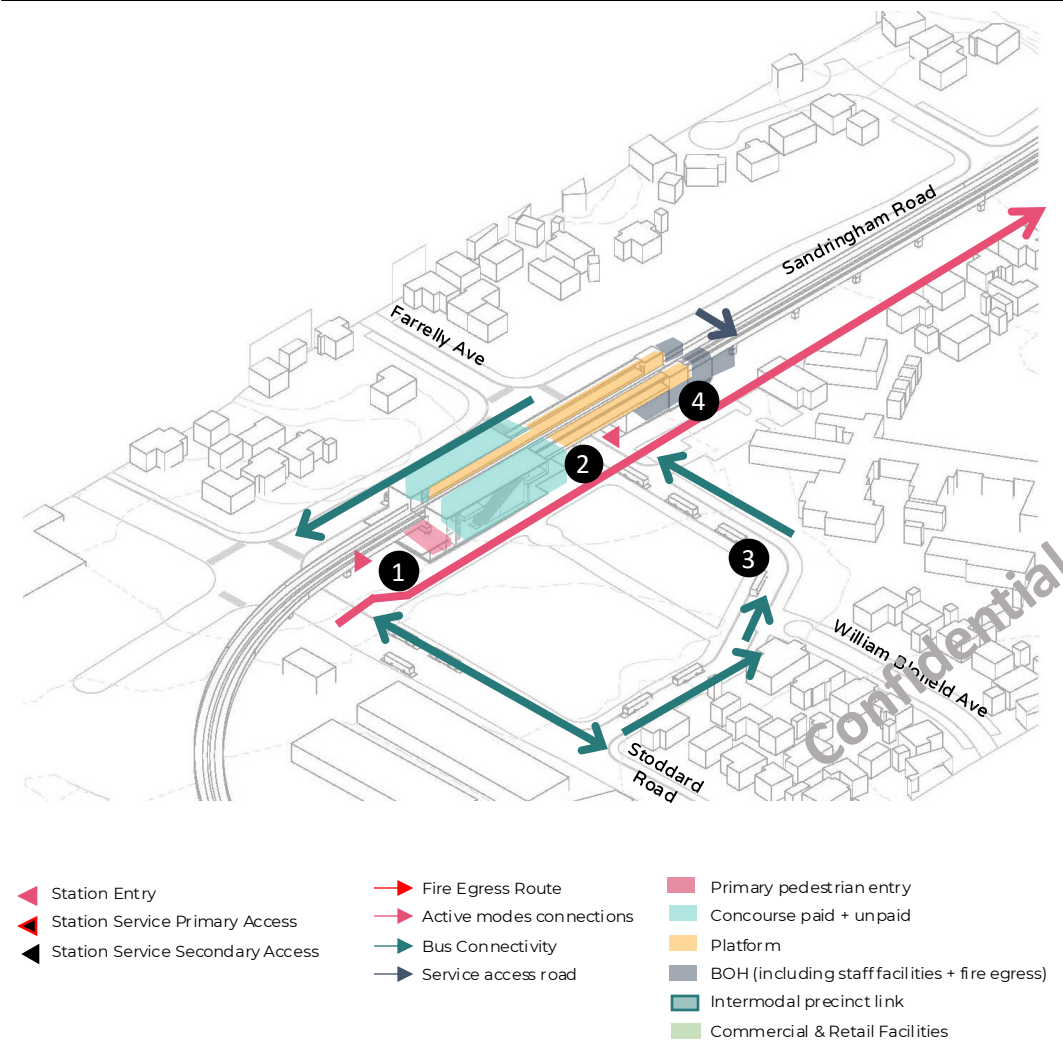 Sandringham Road
Farrelly Ave
4
2
3
1
William Blofield Ave
Confidential
Stoddard
Road
Station Entry
Station Service Primary Access
Station Service Secondary Access
Fire Egress Route
Active modes connections
Bus Connectivity
Service access road
Primary pedestrian entry
Concourse paid + unpaid
Platform
BOH (including staff facilities + fire egress)
Intermodal precinct link
Commercial & Retail Facilities